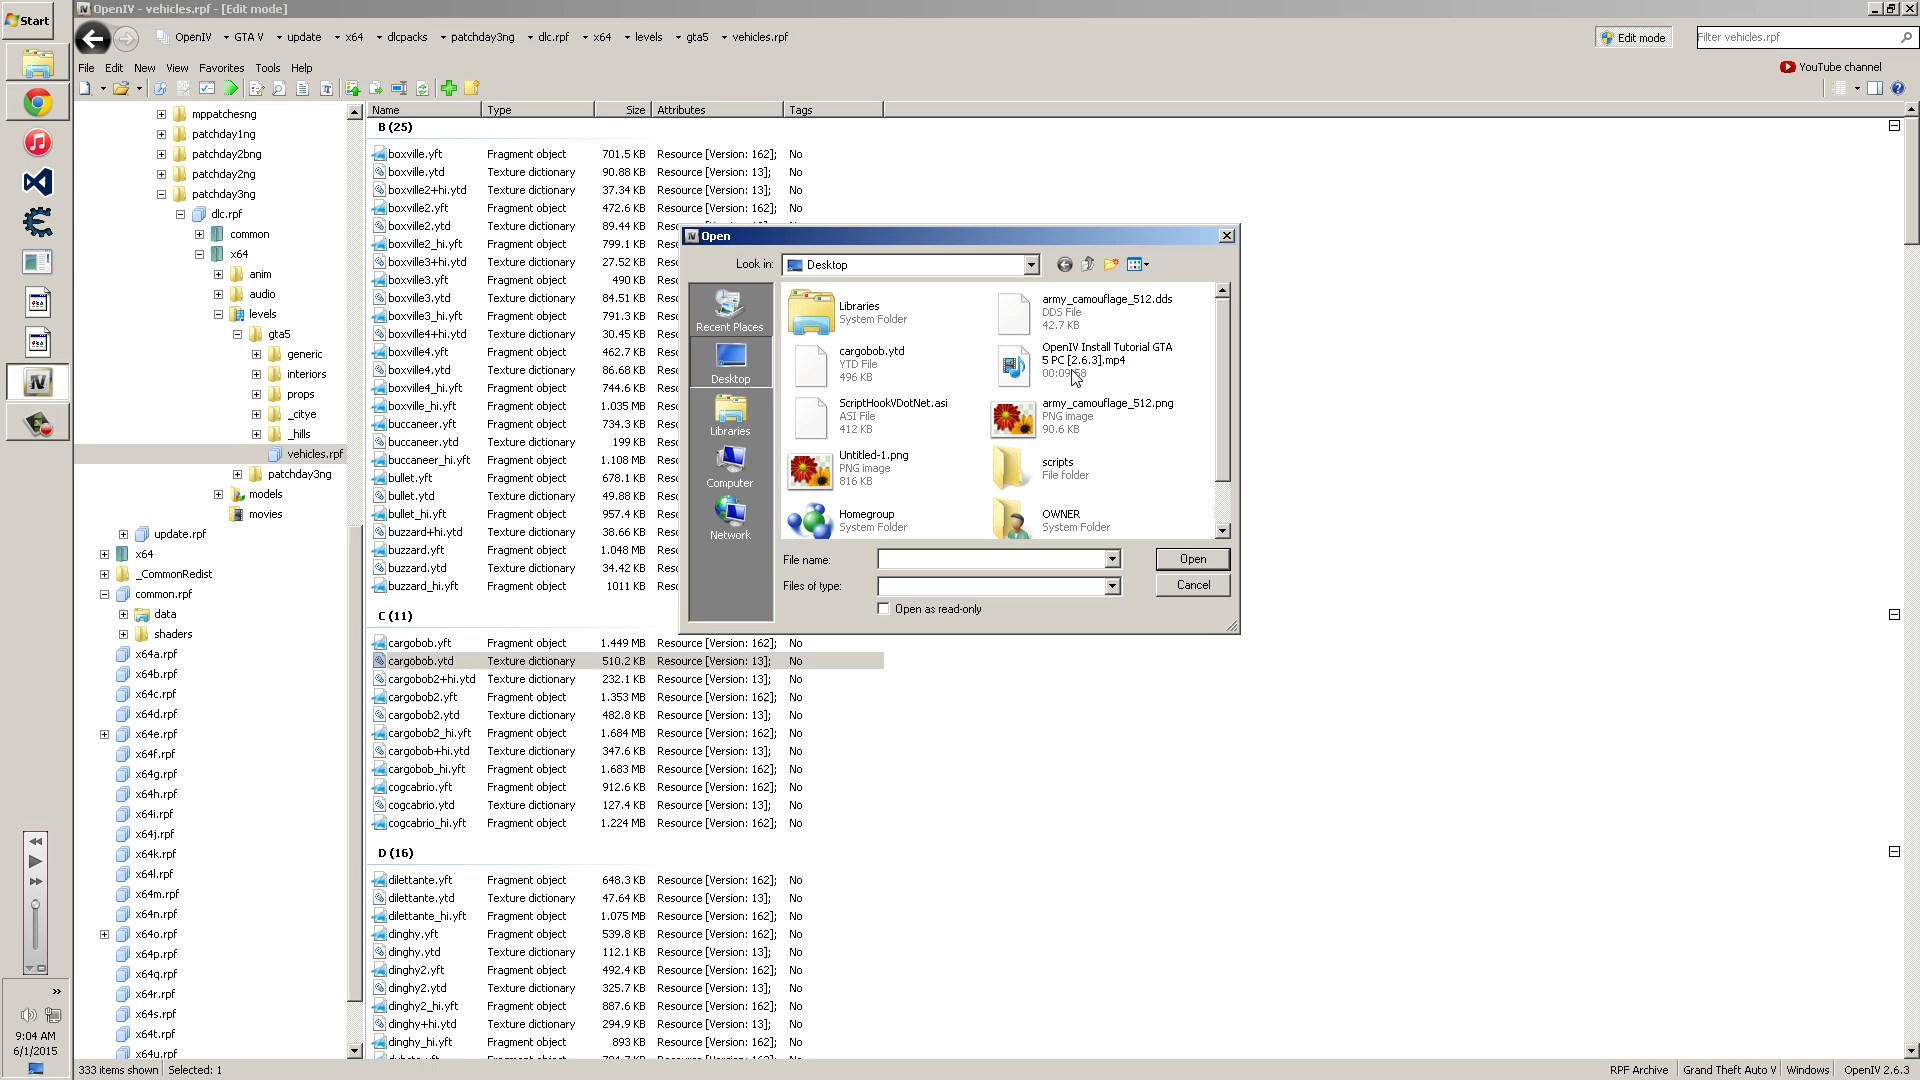 Start
OpenIV - vehicles.rpf - [Edit mode]
OpenIV GTA V update x64 dlcpacks patchday3ng dlc.rpf x64 levels gta5 vehicles.rpf
Edit mode
Filter vehicles.rpf
File Edit New View Favorites Tools Help
YouTube channel
mppatchesng
patchday1ng
patchday2bng
patchday2ng
patchday3ng
dlc.rpf
common
x64
anim
audio
levels
gta5
generic
interiors
props
_citye
_hills
vehicles.rpf
patchday3ng
models
movies
update.rpf
x64
_CommonRedist
common.rpf
data
shaders
x64a.rpf
x64b.rpf
x64c.rpf
x64d.rpf
x64e.rpf
x64f.rpf
x64g.rpf
x64h.rpf
x64i.rpf
x64j.rpf
x64k.rpf
x64l.rpf
x64m.rpf
x64n.rpf
x64o.rpf
x64p.rpf
x64q.rpf
x64r.rpf
x64s.rpf
x64t.rpf
x64u.rpf
Name Type Size Attributes Tags
B (25)
boxville.yft Fragment object 701.5 KB Resource [Version: 162]; No
boxville.ytd Texture dictionary 90.88 KB Resource [Version: 13]; No
boxville2+hi.ytd Texture dictionary 37.34 KB Resource [Version: 13]; No
boxville2.yft Fragment object 472.6 KB Resource [Version: 162]; No
boxville2.ytd Texture dictionary 89.44 KB
boxville2_hi.yft Fragment object 799.1 KB
boxville3+hi.ytd Texture dictionary 27.52 KB
boxville3.yft Fragment object 490 KB
boxville3.ytd Texture dictionary 84.51 KB
boxville3_hi.yft Fragment object 791.3 KB
boxville4+hi.ytd Texture dictionary 30.45 KB
boxville4.yft Fragment object 462.7 KB
boxville4.ytd Texture dictionary 86.68 KB
boxville4_hi.yft Fragment object 744.6 KB
boxville_hi.yft Fragment object 1.035 MB
buccaneer.yft Fragment object 734.3 KB
buccaneer.ytd Texture dictionary 199 KB
buccaneer_hi.yft Fragment object 1.108 MB
bullet.yft Fragment object 678.1 KB
bullet.ytd Texture dictionary 49.88 KB
bullet_hi.yft Fragment object 957.4 KB
buzzard+hi.ytd Texture dictionary 38.66 KB
buzzard.yft Fragment object 1.048 MB
buzzard.ytd Texture dictionary 34.42 KB
buzzard_hi.yft Fragment object 1011 KB
C (11)
cargobob.yft Fragment object 1.449 MB Resource [Version: 162]; No
cargobob.ytd Texture dictionary 510.2 KB Resource [Version: 13]; No
cargobob2+hi.ytd Texture dictionary 232.1 KB Resource [Version: 13]; No
cargobob2.yft Fragment object 1.353 MB Resource [Version: 162]; No
cargobob2.ytd Texture dictionary 482.8 KB Resource [Version: 13]; No
cargobob2_hi.yft Fragment object 1.684 MB Resource [Version: 162]; No
cargobob+hi.ytd Texture dictionary 347.6 KB Resource [Version: 13]; No
cargobob_hi.yft Fragment object 1.683 MB Resource [Version: 162]; No
cogcabrio.yft Fragment object 912.6 KB Resource [Version: 162]; No
cogcabrio.ytd Texture dictionary 127.4 KB Resource [Version: 13]; No
cogcabrio_hi.yft Fragment object 1.224 MB Resource [Version: 162]; No
D (16)
dilettante.yft Fragment object 648.3 KB Resource [Version: 162]; No
dilettante.ytd Texture dictionary 47.64 KB Resource [Version: 13]; No
dilettante_hi.yft Fragment object 1.075 MB Resource [Version: 162]; No
dinghy.yft Fragment object 539.8 KB Resource [Version: 162]; No
dinghy.ytd Texture dictionary 112.1 KB Resource [Version: 13]; No
dinghy2.yft Fragment object 492.4 KB Resource [Version: 162]; No
dinghy2.ytd Texture dictionary 325.7 KB Resource [Version: 13]; No
dinghy2_hi.yft Fragment object 887.6 KB Resource [Version: 162]; No
dinghy+hi.ytd Texture dictionary 294.9 KB Resource [Version: 13]; No
dinghy_hi.yft Fragment object 893 KB Resource [Version: 162]; No
Open
Look in: Desktop
Recent Places
Desktop
Libraries
Computer
Network
Libraries
System Folder
cargobob.ytd
YTD File
496 KB
ScriptHookVDotNet.asi
ASI File
412 KB
Untitled-1.png
PNG image
816 KB
Homegroup
System Folder
army_camouflage_512.dds
DDS File
42.7 KB
OpenIV Install Tutorial GTA
5 PC [2.6.3].mp4
army_camouflage_512.png
PNG image
90.6 KB
scripts
File folder
OWNER
System Folder
File name:
Open
Files of type:
Cancel
Open as read-only
9:04 AM
6/1/2015
333 items shown Selected: 1
RPF Archive Grand Theft Auto V Windows OpenIV 2.6.3